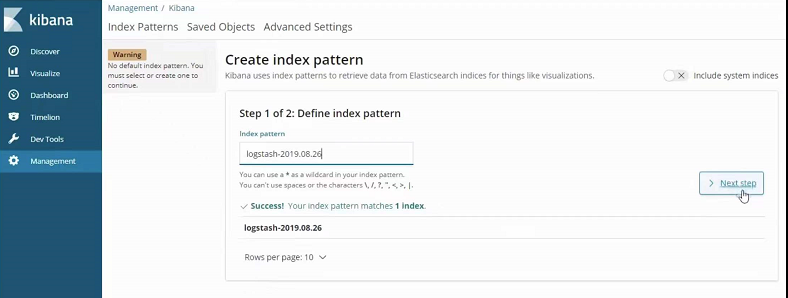 kibana
Discover
Visualize
Dashboard
Timelion
Dev Tools
Management
Management / Kibana
Index Patterns Saved Objects Advanced Settings
Warning
No default index pattern. You
must select or create one to
continue.
Create index pattern
Kibana uses index patterns to retrieve data from Elasticsearch indices for things like visualizations.
Include system indices
Step 1 of 2: Define index pattern
Index pattern
logstash-2019.08.26
You can use a * as a wildcard in your index pattern.
You can't use spaces or the characters \, /, ?, ", <, >, |.
Next step
Success! Your index pattern matches 1 index.
logstash-2019.08.26
Rows per page: 10